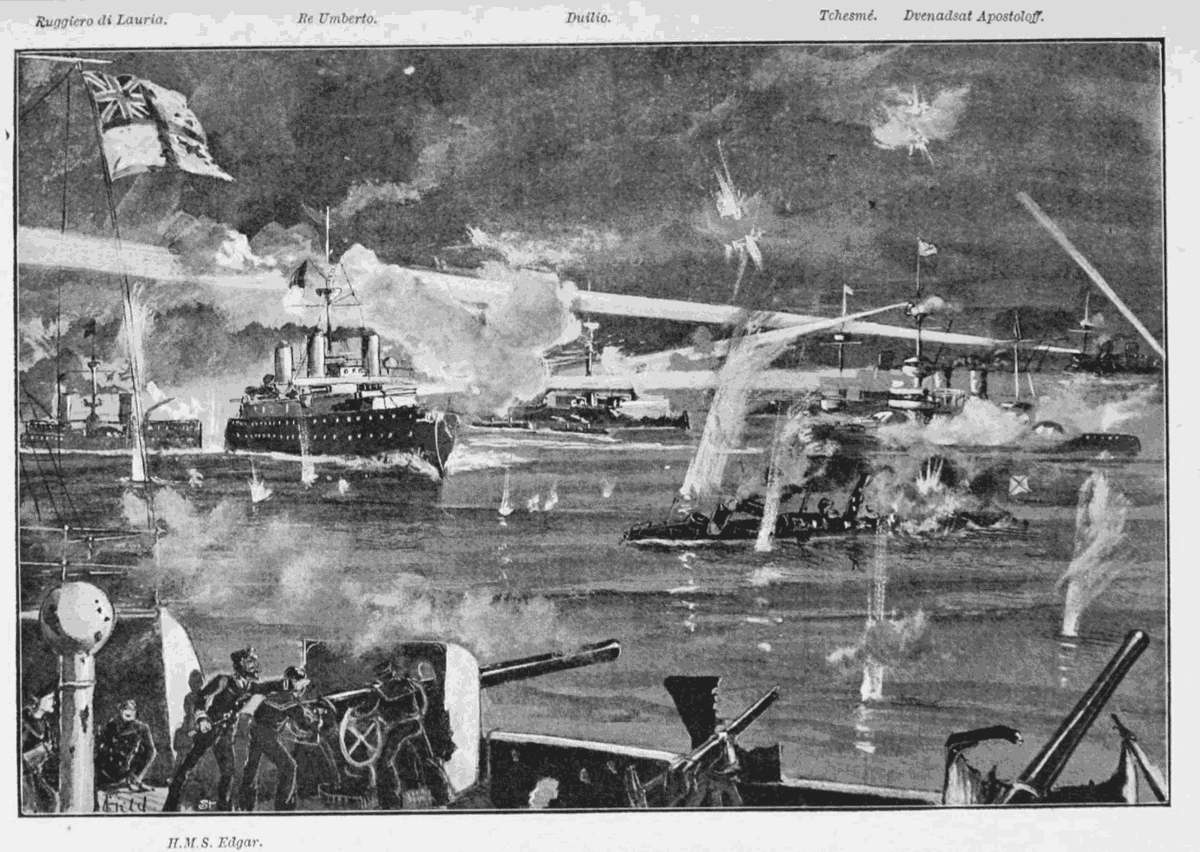 Ruggiero di Lauria. Re Umberto. Duilio. Tchesmé. Dvenadsat Apostoloff.
H.M.S. Edgar.